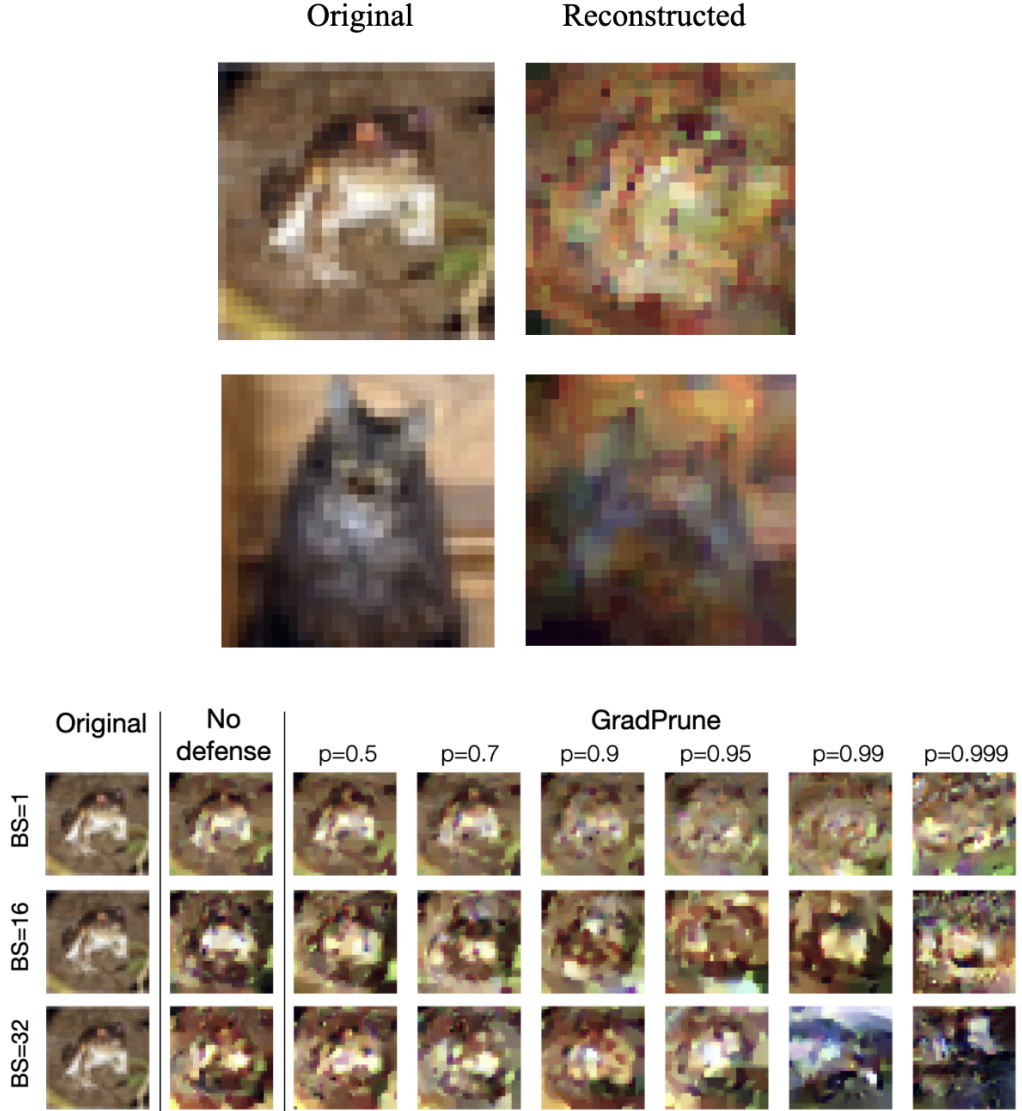 Original Reconstructed
Original No defense GradPrune
p=0.5 p=0.7 p=0.9 p=0.95 p=0.99 p=0.999
BS=1
BS=16
BS=32